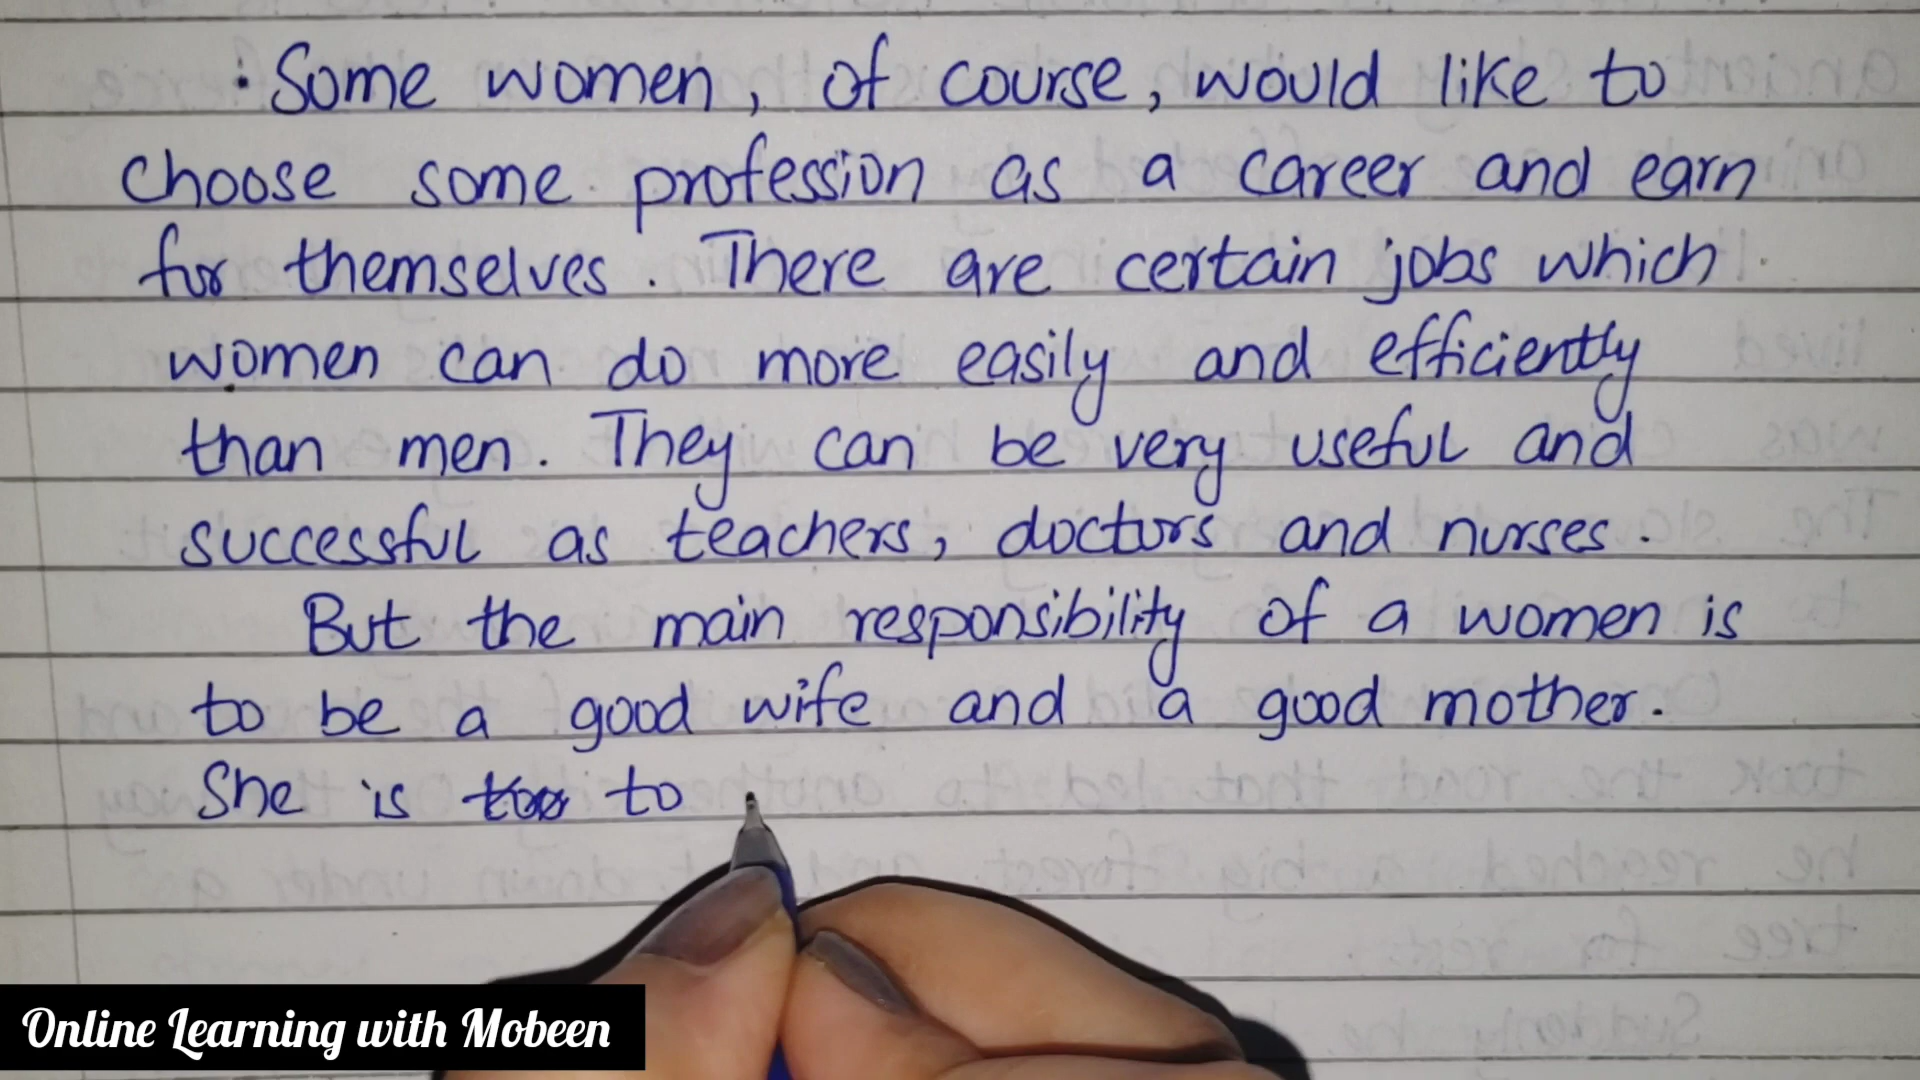 Some women, of course, would like to
choose some profession as a career and earn
for themselves. There are certain jobs which
women can do more easily and efficiently
than men. They can be very useful and
successful as teachers, doctors and nurses.
But the main responsibility of a women is
to be a good wife and a good mother.
She is to
Online Learning with Mobeen